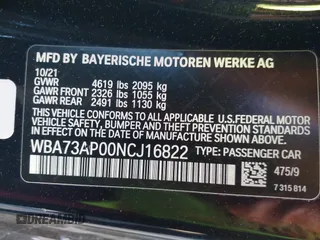 MFD BY BAYERISCHE MOTOREN WERKE AG
10/21
GVWR 4619 lbs 2095 kg
GAWR FRONT 2326 lbs 1055 kg
GAWR REAR 2491 lbs 1130 kg
THIS VEHICLE CONFORMS TO ALL APPLICABLE U.S. FEDERAL MOTOR
VEHICLE SAFETY, BUMPER, AND THEFT PREVENTION STANDARDS
IN EFFECT ON THE DATE OF MANUFACTURE SHOWN ABOVE.
WBA73AP00NCJ16822 TYPE: PASSENGER CAR
475/9
7 315 814